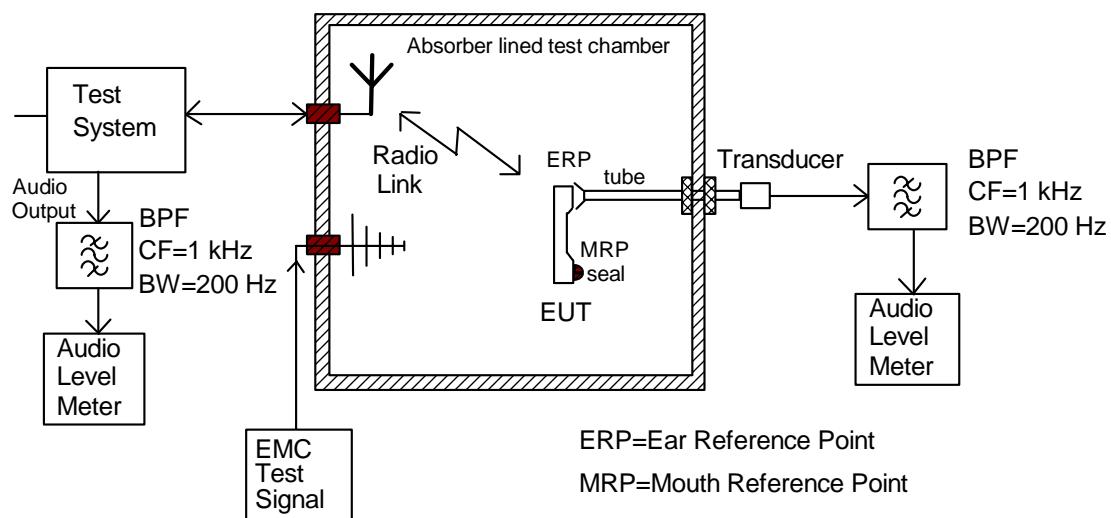 Absorber lined test chamber
Test
System
Radio
Link
ERP
tube
Transducer
BPF
CF=1 kHz
BW=200 Hz
Audio
Output
BPF
CF=1 kHz
BW=200 Hz
MRP
seal
EUT
Audio
Level
Meter
Audio
Level
Meter
EMC
Test
Signal
ERP=Ear Reference Point
MRP=Mouth Reference Point